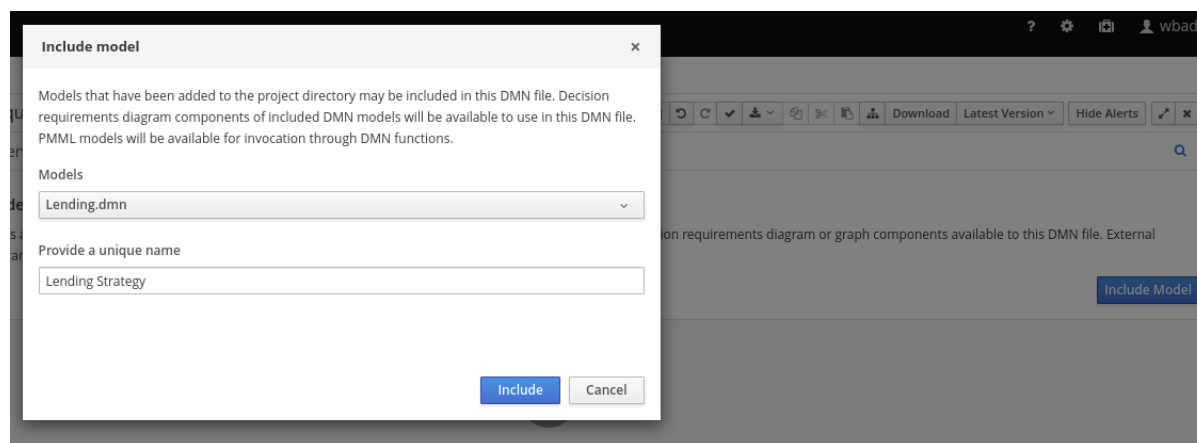 ? wbad
Include model ×
Models that have been added to the project directory may be included in this DMN file. Decision
requirements diagram components of included DMN models will be available to use in this DMN file.
PMML models will be available for invocation through DMN functions.
Download Latest Version Hide Alerts
Models
Lending.dmn
requirements diagram or graph components available to this DMN file. External
Provide a unique name
Lending Strategy
Include Model
Include Cancel